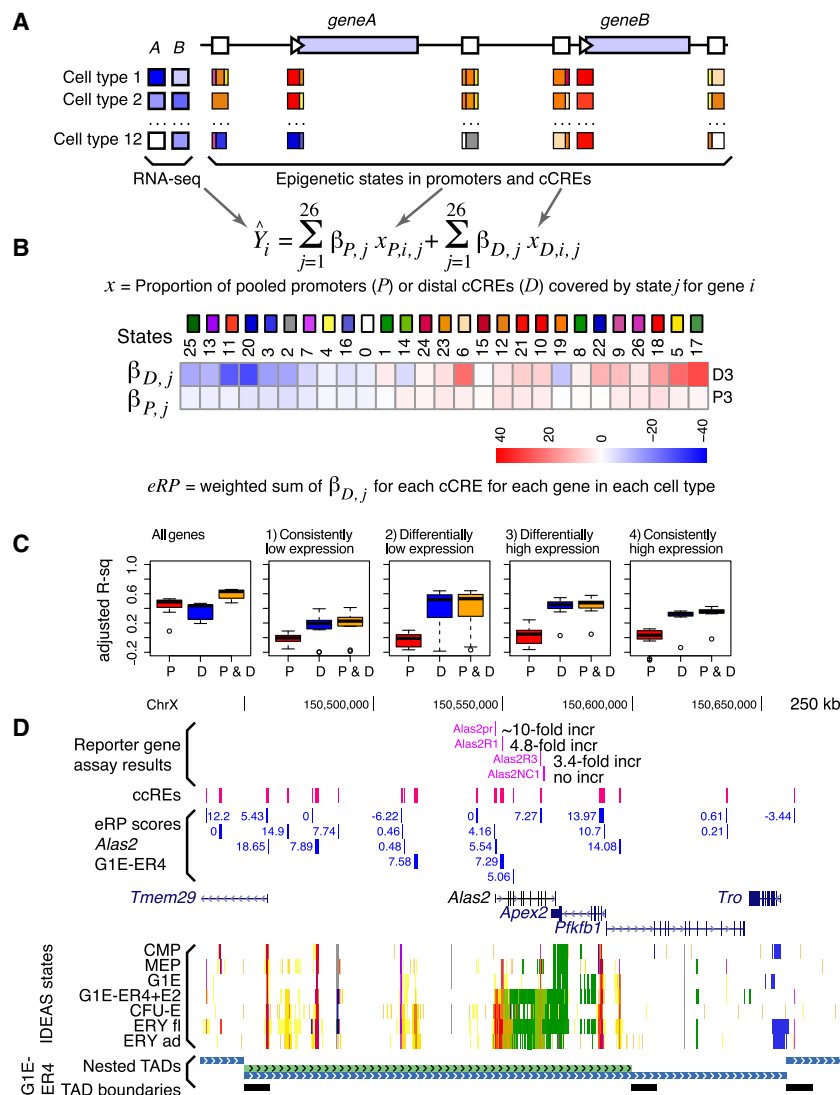 A
geneA
geneB
A B
Cell type 1
Cell type 2
... ... ... ... ... ... ... ...
Cell type 12
RNA-seq
Epigenetic states in promoters and cCREs
Ŷi = 26 ∑ j=1 βP,j xP,i,j + 26 ∑ j=1 βD,j xD,i,j
B
x = Proportion of pooled promoters (P) or distal cCREs (D) covered by state j for gene i
States
25 13 11 20 3 2 7 4 16 0 1 14 24 23 6 15 12 21 10 19 8 22 9 26 18 5 17
βD,j
D3
βP,j
P3
40 20 0 -20 -40
eRP = weighted sum of βD,j for each cCRE for each gene in each cell type
C
All genes
1) Consistently
low expression
2) Differentially
low expression
3) Differentially
high expression
4) Consistently
high expression
adjusted R-sq
-0.2 0.2 0.6 1.0
P D P & D
P D P & D
P D P & D
P D P & D
P D P & D
ChrX
150,500,000
150,550,000
150,600,000
150,650,000
250 kb
D
Reporter gene
assay results
Alas2pr ~10-fold incr
Alas2R1 4.8-fold incr
Alas2R3 3.4-fold incr
Alas2NC1 no incr
ccREs
eRP scores
Alas2
G1E-ER4
12.2 5.43 0 -6.22 0 7.27 13.97 0.61 -3.44
0 14.9 7.74 0.46 4.16 10.7 0.21
18.65 7.89 0.48 5.54 14.08
7.58 7.29
5.06
Tmem29
Alas2
Tro
Apex2
Pfkfb1
IDEAS states
CMP
MEP
G1E
G1E-ER4+E2
CFU-E
ERY fl
ERY ad
G1E-
ER4
Nested TADs
TAD boundaries